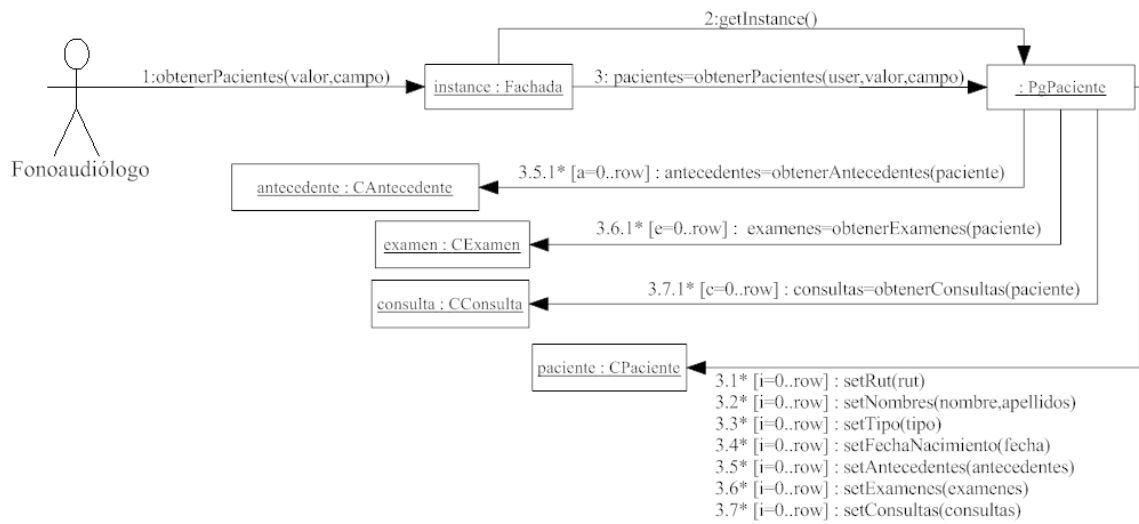 2:getInstance()
1:obtenerPacientes(valor,campo)
instance : Fachada
3: pacientes=obtenerPacientes(user,valor,campo)
: PgPaciente
Fonoaudiólogo
antecedente : CAntecedente
3.5.1* [a=0..row] : antecedentes=obtenerAntecedentes(paciente)
examen : CExamen
3.6.1* [e=0..row] : examenes=obtenerExamenes(paciente)
consulta : CConsulta
3.7.1* [c=0..row] : consultas=obtenerConsultas(paciente)
paciente : CPaciente
3.1* [i=0..row] : setRut(rut)
3.2* [i=0..row] : setNombres(nombre,apellidos)
3.3* [i=0..row] : setTipo(tipo)
3.4* [i=0..row] : setFechaNacimiento(fecha)
3.5* [i=0..row] : setAntecedentes(antecedentes)
3.6* [i=0..row] : setExamenes(examenes)
3.7* [i=0..row] : setConsultas(consultas)